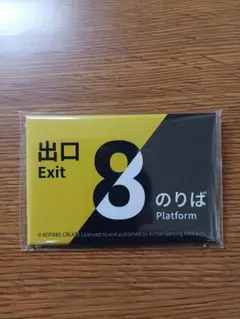 出口
Exit
8
のりば
Platform
© KOTAKE CREATE Licensed to and published by Active Gaming Media Inc.